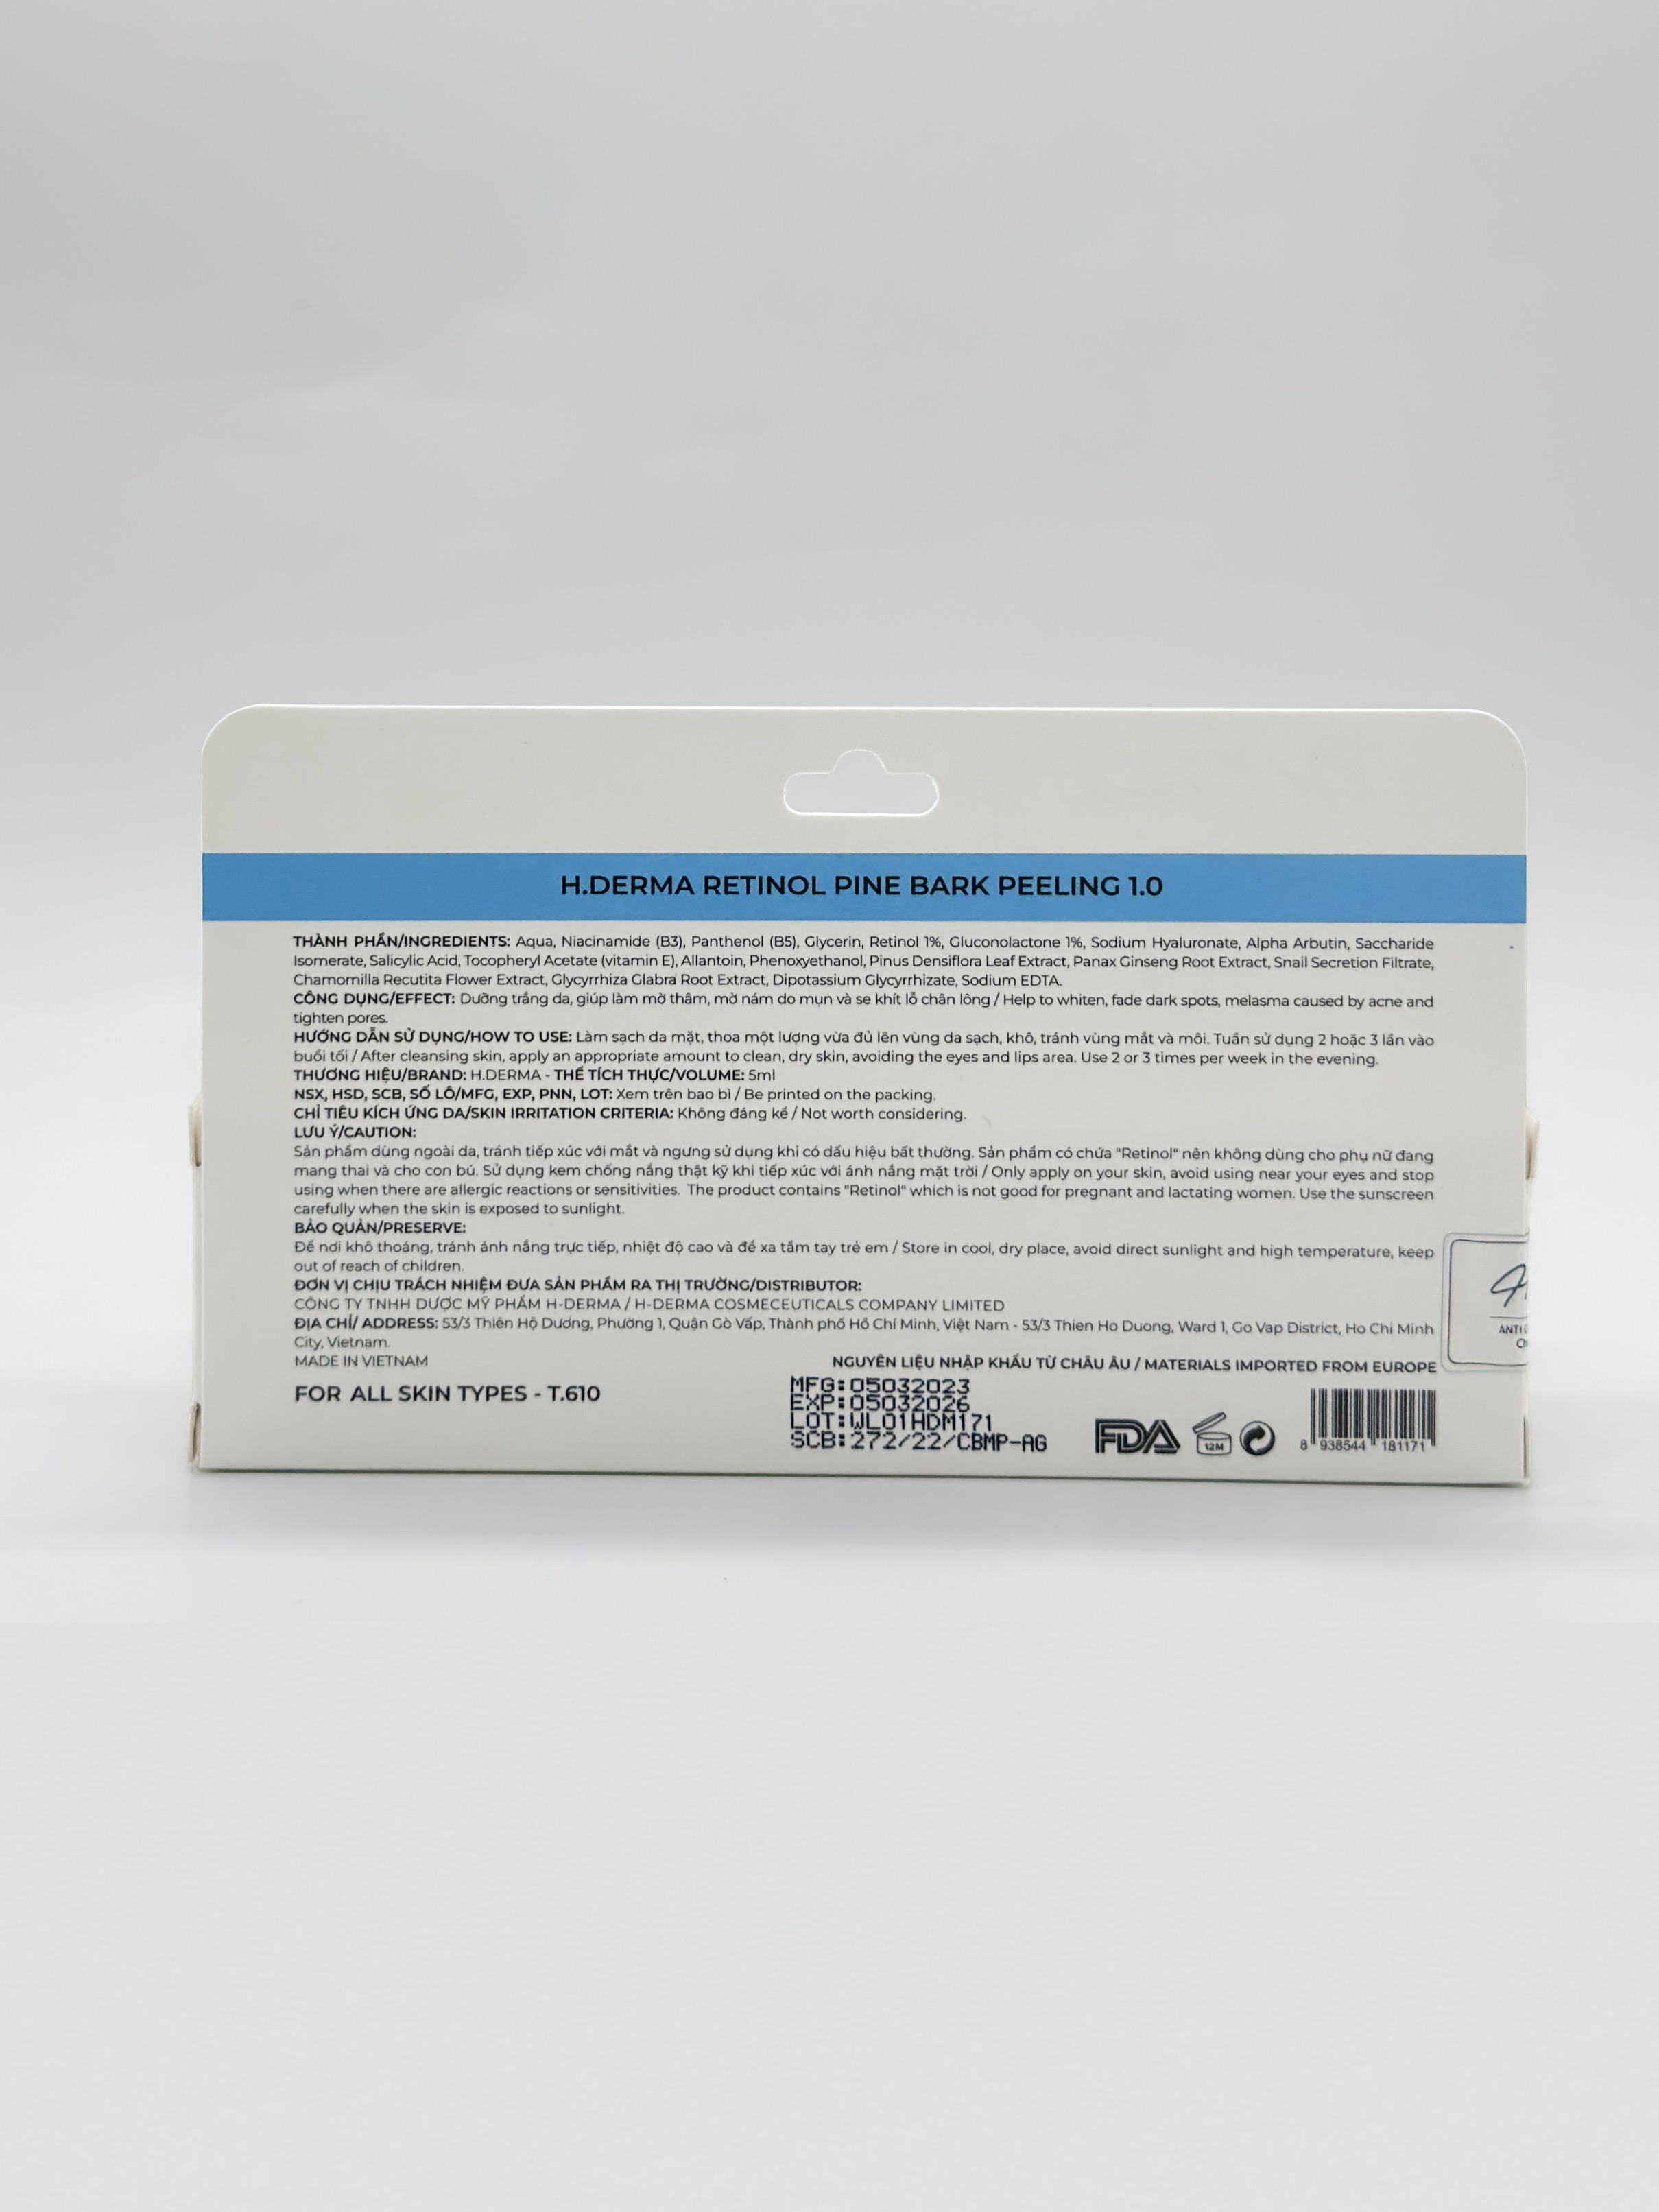 H.DERMA RETINOL PINE BARK PEELING 1.0
THÀNH PHẦN/INGREDIENTS: Aqua, Niacinamide (B3), Panthenol (B5), Glycerin, Retinol 1%, Gluconolactone 1%, Sodium Hyaluronate, Alpha Arbutin, Saccharide
Isomerate, Salicylic Acid, Tocopheryl Acetate (vitamin E), Allantoin, Phenoxyethanol, Pinus Densiflora Leaf Extract, Panax Ginseng Root Extract, Snail Secretion Filtrate,
Chamomilla Recutita Flower Extract, Glycyrrhiza Glabra Root Extract, Dipotassium Glycyrrhizate, Sodium EDTA.
CÔNG DỤNG/EFFECT: Dưỡng trắng da, giúp làm mờ thâm, mờ nám do mụn và se khít lỗ chân lông / Help to whiten, fade dark spots, melasma caused by acne and
tighten pores.
HƯỚNG DẪN SỬ DỤNG/HOW TO USE: Làm sạch da mặt, thoa một lượng vừa đủ lên vùng da sạch, khô, tránh vùng mắt và môi. Tuần sử dụng 2 hoặc 3 lần vào
buổi tối / After cleansing skin, apply an appropriate amount to clean, dry skin, avoiding the eyes and lips area. Use 2 or 3 times per week in the evening.
THƯƠNG HIỆU/BRAND: H.DERMA - THỂ TÍCH THỰC/VOLUME: 5ml
NSX, HSD, SCB, SỐ LÔ/MFG, EXP, PNN, LOT: Xem trên bao bì / Be printed on the packing.
CHỈ TIÊU KÍCH ỨNG DA/SKIN IRRITATION CRITERIA: Không đáng kể / Not worth considering.
LƯU Ý/CAUTION:
Sản phẩm dùng ngoài da, tránh tiếp xúc với mắt và ngưng sử dụng khi có dấu hiệu bất thường. Sản phẩm có chứa "Retinol" nên không dùng cho phụ nữ đang
mang thai và cho con bú. Sử dụng kem chống nắng thật kỹ khi tiếp xúc với ánh nắng mặt trời / Only apply on your skin, avoid using near your eyes and stop
using when there are allergic reactions or sensitivities. The product contains "Retinol" which is not good for pregnant and lactating women. Use the sunscreen
carefully when the skin is exposed to sunlight.
BẢO QUẢN/PRESERVE:
Để nơi khô thoáng, tránh ánh nắng trực tiếp, nhiệt độ cao và để xa tầm tay trẻ em / Store in cool, dry place, avoid direct sunlight and high temperature, keep
out of reach of children.
ĐƠN VỊ CHỊU TRÁCH NHIỆM ĐƯA SẢN PHẨM RA THỊ TRƯỜNG/DISTRIBUTOR:
CÔNG TY TNHH DƯỢC MỸ PHẨM H-DERMA / H-DERMA COSMECEUTICALS COMPANY LIMITED
ĐỊA CHỈ/ ADDRESS: 53/3 Thiên Hộ Dương, Phường 1, Quận Gò Vấp, Thành phố Hồ Chí Minh, Việt Nam - 53/3 Thien Ho Duong, Ward 1, Go Vap District, Ho Chi Minh
City, Vietnam.
MADE IN VIETNAM
NGUYÊN LIỆU NHẬP KHẨU TỪ CHÂU ÂU / MATERIALS IMPORTED FROM EUROPE
FOR ALL SKIN TYPES - T.610
MFG:05032023
EXP:05032026
LOT:WL01HDM171
SCB:272/22/CBMP-AG
FDA
12M
8 938544 181171
ANTI